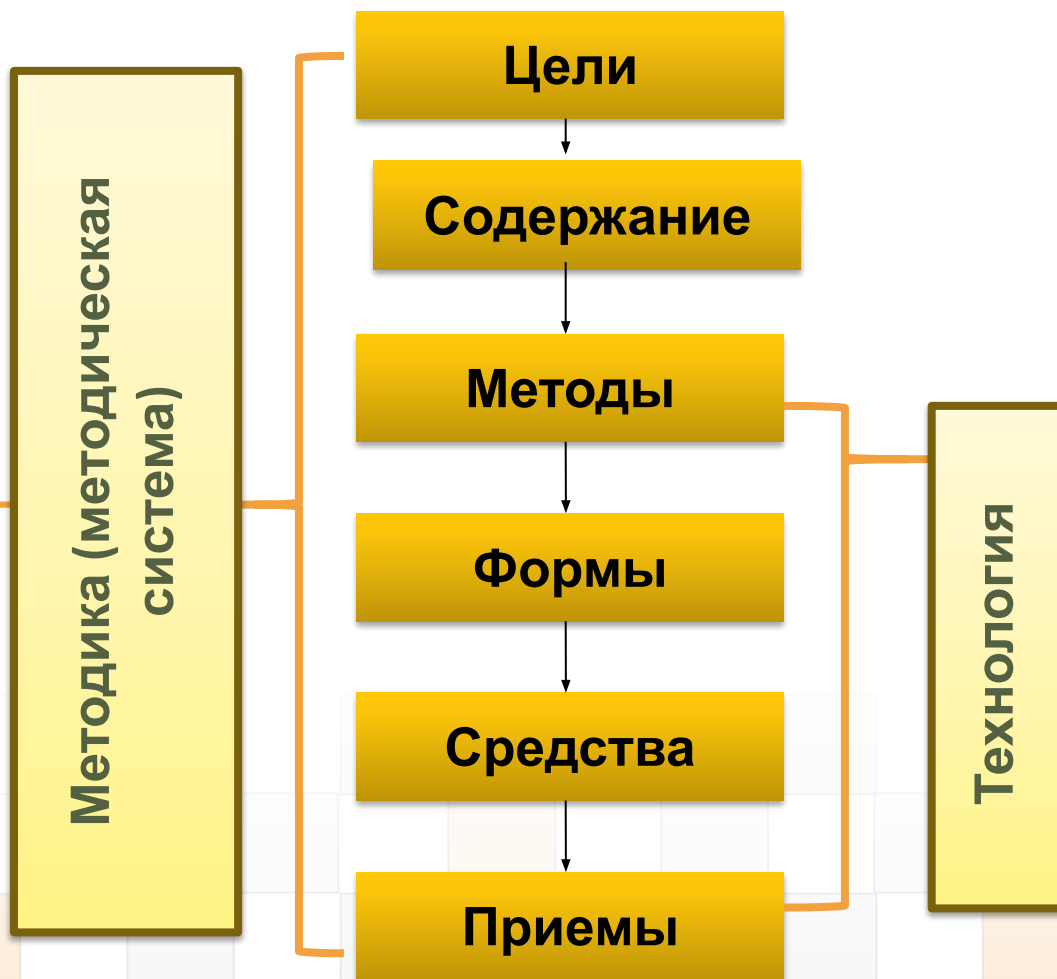 Методика (методическая
система)
Цели
Содержание
Методы
Формы
Средства
Приемы
Технология